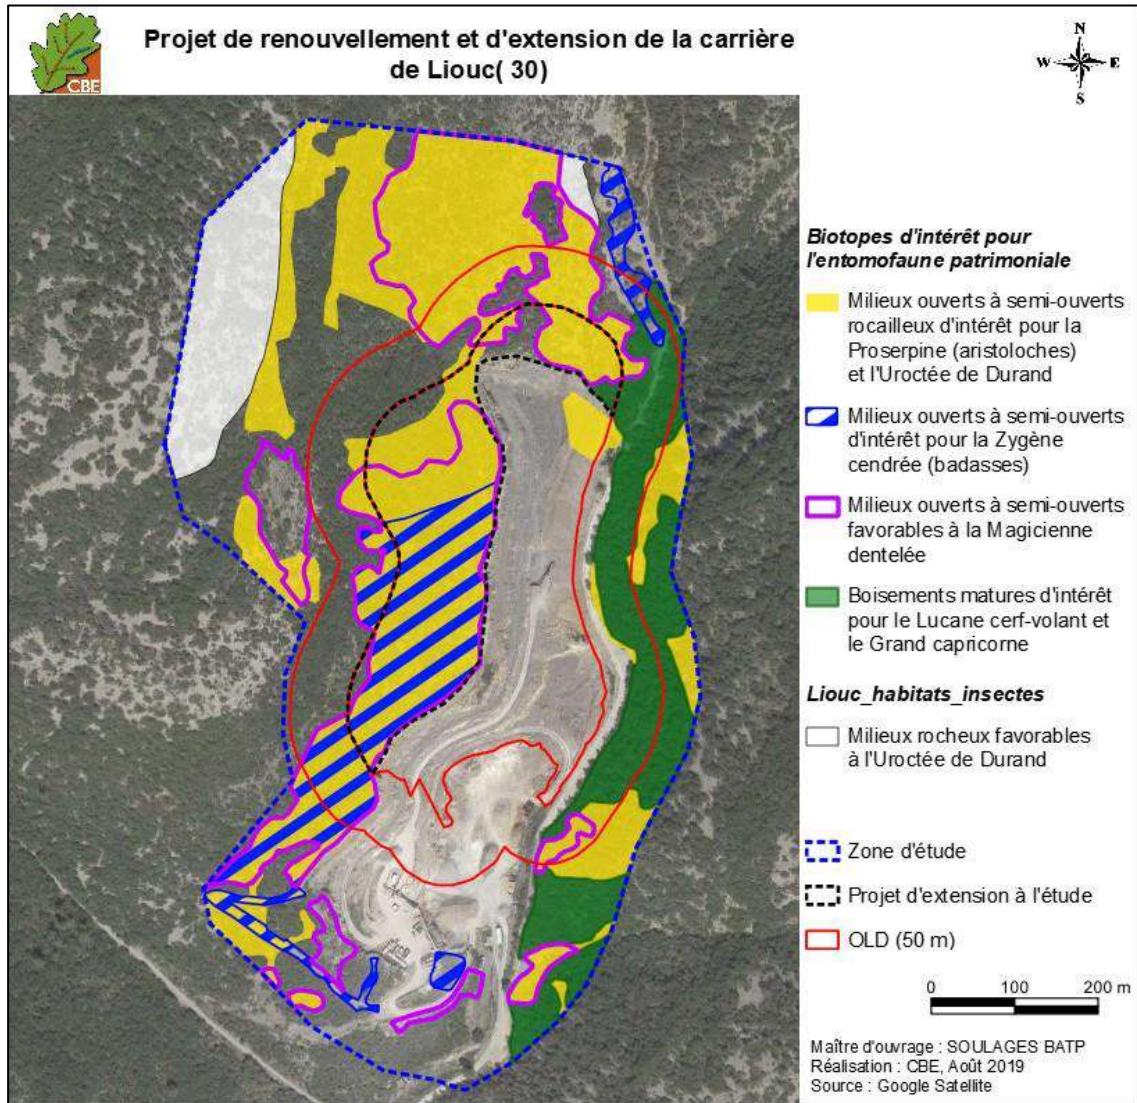 Projet de renouvellement et d'extension de la carrière
de Liouc( 30)
CBE
N
W E
S
Biotopes d'intérêt pour
l'entomofaune patrimoniale
Milieux ouverts à semi-ouverts
rocailleux d'intérêt pour la
Proserpine (aristoloches)
et l'Uroctée de Durand
Milieux ouverts à semi-ouverts
d'intérêt pour la Zygène
cendrée (badasses)
Milieux ouverts à semi-ouverts
favorables à la Magicienne
dentelée
Boisements matures d'intérêt
pour le Lucane cerf-volant et
le Grand capricorne
Liouc_habitats_insectes
Milieux rocheux favorables
à l'Uroctée de Durand
Zone d'étude
Projet d'extension à l'étude
OLD (50 m)
0 100 200 m
Maître d'ouvrage : SOULAGES BATP
Réalisation : CBE, Août 2019
Source : Google Satellite